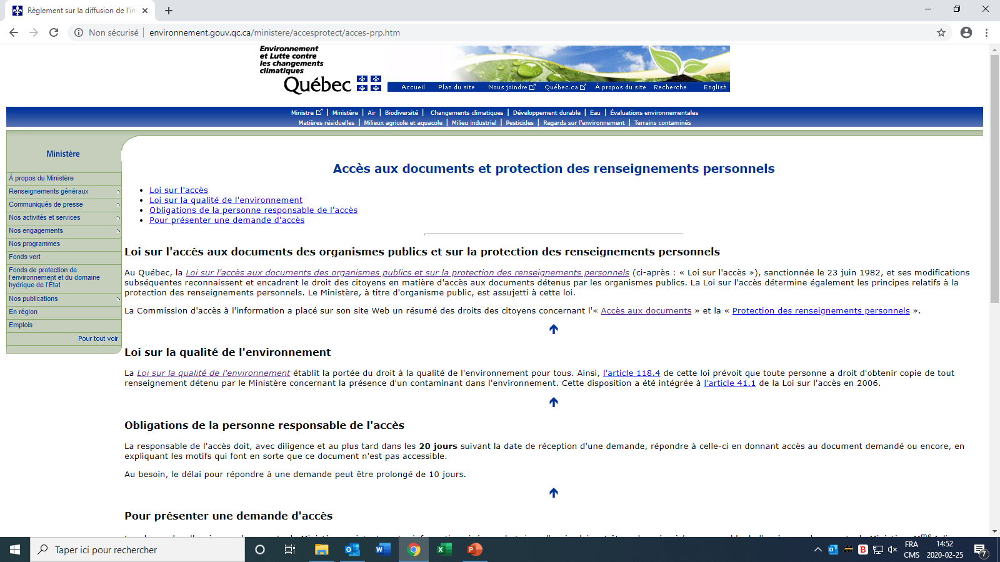 Règlement sur la diffusion de l'in
Non sécurisé
environnement.gouv.qc.ca/ministere/accesprotect/acces-prp.htm
Environnement
et Lutte contre
les changements
climatiques
Québec
Accueil Plan du site Nous joindre Québec.ca À propos du site Recherche English
Ministre | Ministère | Air | Biodiversité | Changements climatiques | Développement durable | Eau | Évaluations environnementales
Matières résiduelles | Milieux agricole et aquacole | Milieu industriel | Pesticides | Regards sur l'environnement | Terrains contaminés
Ministère
À propos du Ministère
Renseignements généraux
Communiqués de presse
Nos activités et services
Nos engagements
Nos programmes
Fonds vert
Fonds de protection de
l'environnement et du domaine
hydrique de l'État
Nos publications
En région
Emplois
Pour tout voir
Accès aux documents et protection des renseignements personnels
Loi sur l'accès
Loi sur la qualité de l'environnement
Obligations de la personne responsable de l'accès
Pour présenter une demande d'accès
Loi sur l'accès aux documents des organismes publics et sur la protection des renseignements personnels
Au Québec, la Loi sur l'accès aux documents des organismes publics et sur la protection des renseignements personnels (ci-après : « Loi sur l'accès »), sanctionnée le 23 juin 1982, et ses modifications
subséquentes reconnaissent et encadrent le droit des citoyens en matière d'accès aux documents détenus par les organismes publics. La Loi sur l'accès détermine également les principes relatifs à la
protection des renseignements personnels. Le Ministère, à titre d'organisme public, est assujetti à cette loi.
La Commission d'accès à l'information a placé sur son site Web un résumé des droits des citoyens concernant l'« Accès aux documents » et la « Protection des renseignements personnels ».
Loi sur la qualité de l'environnement
La Loi sur la qualité de l'environnement établit la portée du droit à la qualité de l'environnement pour tous. Ainsi, l'article 118.4 de cette loi prévoit que toute personne a droit d'obtenir copie de tout
renseignement détenu par le Ministère concernant la présence d'un contaminant dans l'environnement. Cette disposition a été intégrée à l'article 41.1 de la Loi sur l'accès en 2006.
Obligations de la personne responsable de l'accès
La responsable de l'accès doit, avec diligence et au plus tard dans les 20 jours suivant la date de réception d'une demande, répondre à celle-ci en donnant accès au document demandé ou encore, en
expliquant les motifs qui font en sorte que ce document n'est pas accessible.
Au besoin, le délai pour répondre à une demande peut être prolongé de 10 jours.
Pour présenter une demande d'accès
Taper ici pour rechercher
FRA
CMS
14:52
2020-02-25
7